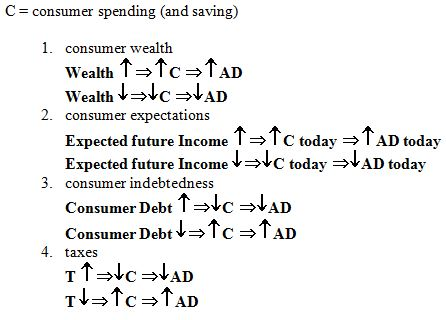 C = consumer spending (and saving)
1. consumer wealth
Wealth ↑⇒↑C ⇒↑AD
Wealth ↓⇒↓C ⇒↓AD
2. consumer expectations
Expected future Income ↑⇒↑C today ⇒↑AD today
Expected future Income ↓⇒↓C today ⇒↓AD today
3. consumer indebtedness
Consumer Debt ↑⇒↓C ⇒↓AD
Consumer Debt ↓⇒↑C ⇒↑AD
4. taxes
T ↑⇒↓C ⇒↓AD
T↓⇒↑C ⇒↑AD